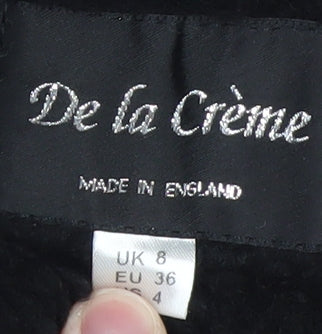 De la Crème
MADE IN ENGLAND
UK 8
EU 36
4